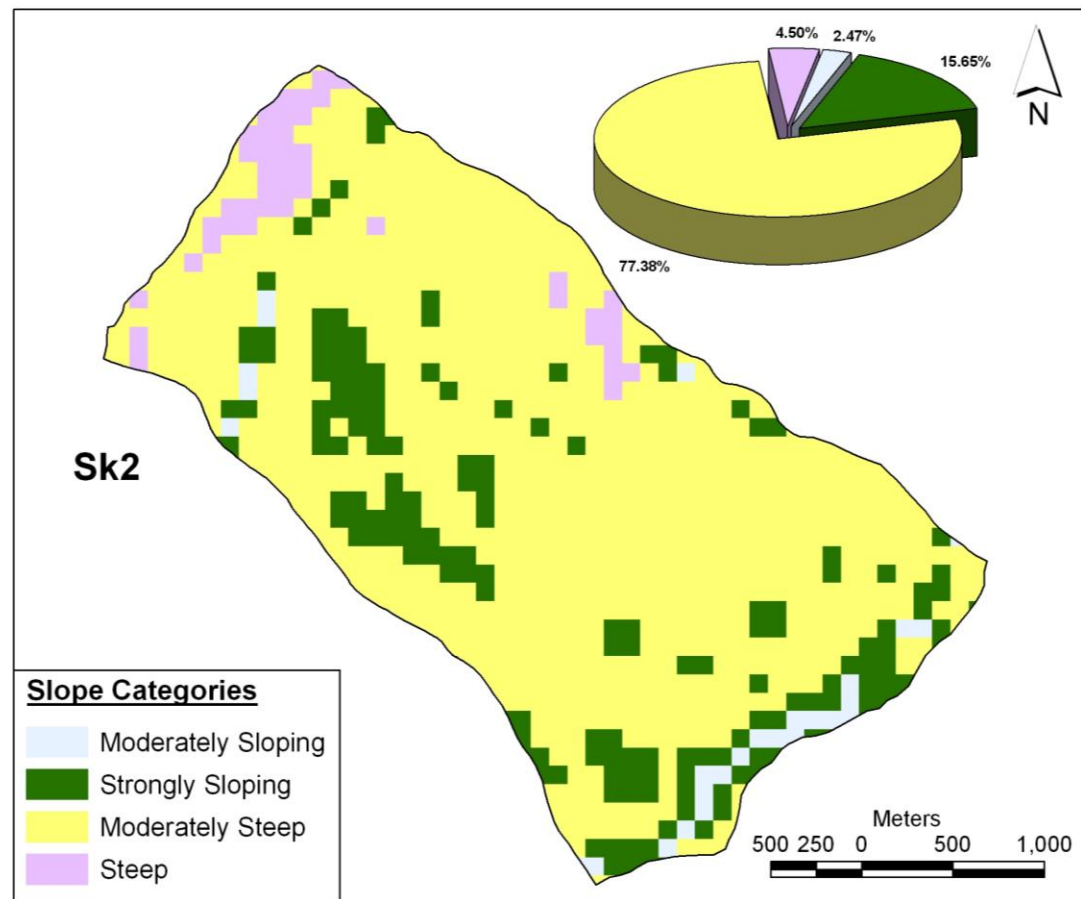 4.50%
2.47%
15.65%
N
77.38%
Sk2
Slope Categories
Moderately Sloping
Strongly Sloping
Moderately Steep
Steep
Meters
500 250 0 500 1,000